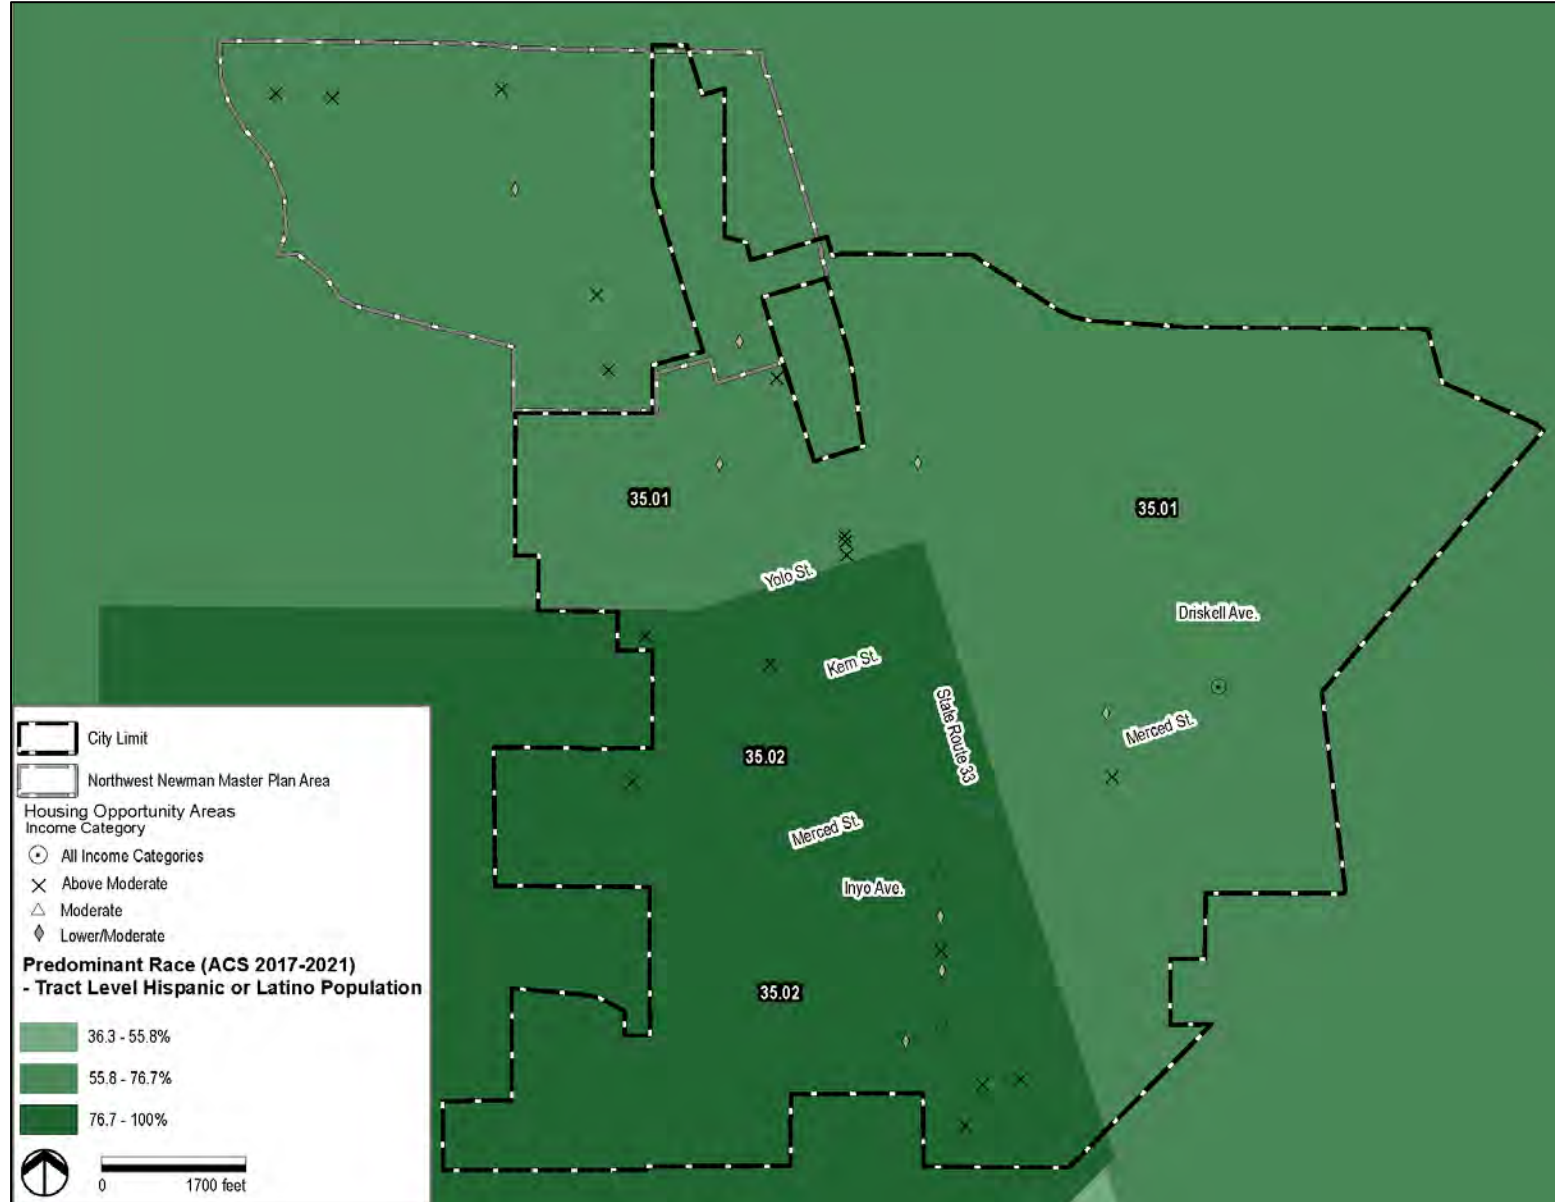 35.01
35.01
Yolo St.
Driskell Ave.
Kern St.
State Route 33
Merced St.
35.02
Merced St.
Inyo Ave.
35.02
City Limit
Northwest Newman Master Plan Area
Housing Opportunity Areas
Income Category
All Income Categories
Above Moderate
Moderate
Lower/Moderate
Predominant Race (ACS 2017-2021)
- Tract Level Hispanic or Latino Population
36.3 - 55.8%
55.8 - 76.7%
76.7 - 100%
0 1700 feet